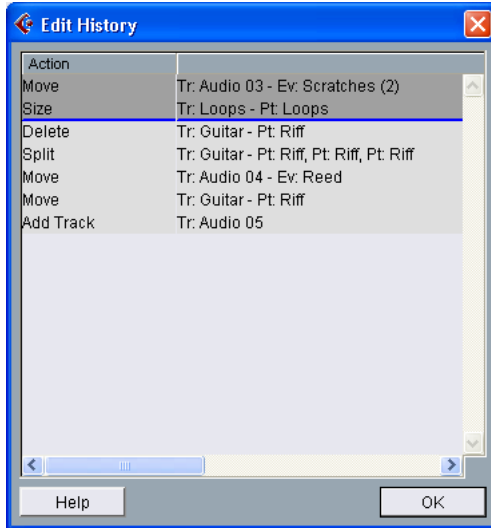 Edit History
Action
Move Tr: Audio 03 - Ev: Scratches (2)
Size Tr: Loops - Pt: Loops
Delete Tr: Guitar - Pt: Riff
Split Tr: Guitar - Pt: Riff, Pt: Riff, Pt: Riff
Move Tr: Audio 04 - Ev: Reed
Move Tr: Guitar - Pt: Riff
Add Track Tr: Audio 05
Help OK